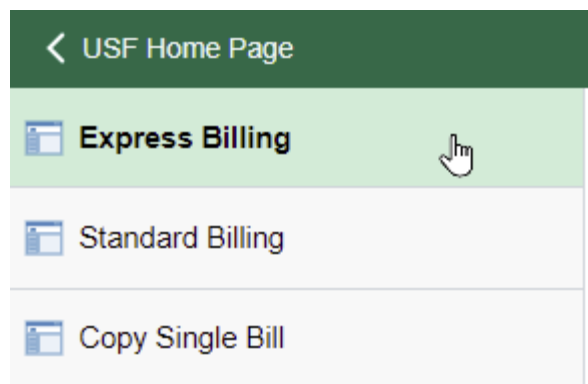 USF Home Page
Express Billing
Standard Billing
Copy Single Bill